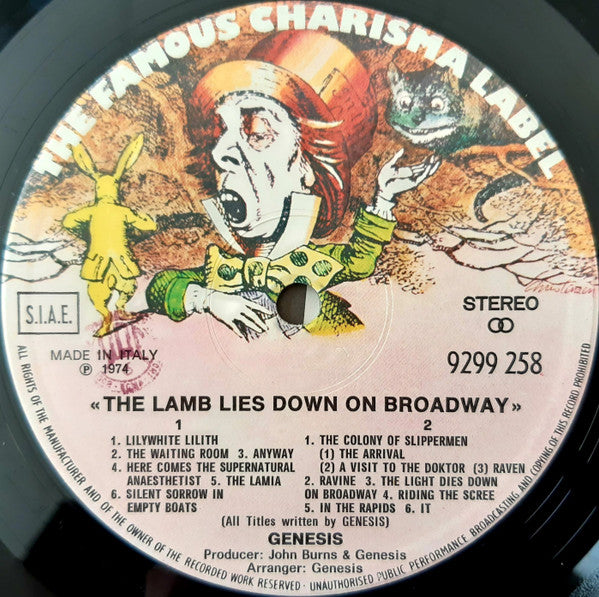 THE FAMOUS CHARISMA LABEL
S.I.A.E.
STEREO
MADE IN ITALY
Ⓟ 1974
9299 258
«THE LAMB LIES DOWN ON BROADWAY»
1
1. LILYWHITE LILITH
2. THE WAITING ROOM 3. ANYWAY
4. HERE COMES THE SUPERNATURAL
ANAESTHETIST 5. THE LAMIA
6. SILENT SORROW IN
EMPTY BOATS
2
1. THE COLONY OF SLIPPERMEN
(1) THE ARRIVAL
(2) A VISIT TO THE DOKTOR (3) RAVEN
2. RAVINE 3. THE LIGHT DIES DOWN
ON BROADWAY 4. RIDING THE SCREE
5. IN THE RAPIDS 6. IT
(All Titles written by GENESIS)
GENESIS
Producer: John Burns & Genesis
Arranger: Genesis
ALL RIGHTS OF THE MANUFACTURER AND OF THE OWNER OF THE RECORDED WORK RESERVED · UNAUTHORISED PUBLIC PERFORMANCE BROADCASTING AND COPYING OF THIS RECORD PROHIBITED